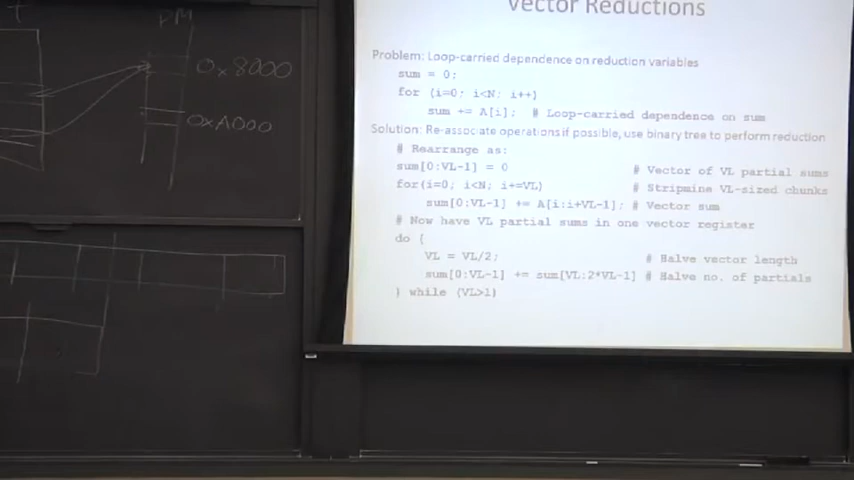 PM
0x8000
0xA000
Vector Reductions
Problem: Loop-carried dependence on reduction variables
sum = 0;
for (i=0; i<N; i++)
sum += A[i]; # Loop-carried dependence on sum
Solution: Re-associate operations if possible, use binary tree to perform reduction
# Rearrange as:
sum[0:VL-1] = 0 # Vector of VL partial sums
for(i=0; i<N; i+=VL) # Stripmine VL-sized chunks
sum[0:VL-1] += A[i:i+VL-1]; # Vector sum
# Now have VL partial sums in one vector register
do {
VL = VL/2; # Halve vector length
sum[0:VL-1] += sum[VL:2*VL-1] # Halve no. of partials
} while (VL>1)